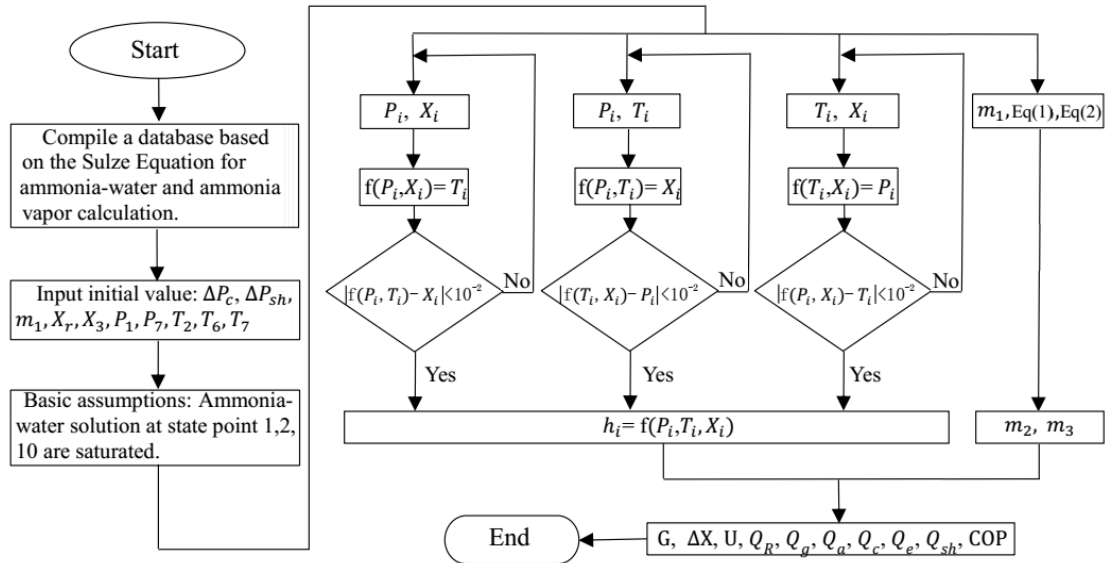 Start
Compile a database based
on the Sulze Equation for
ammonia-water and ammonia
vapor calculation.
Input initial value: ΔP_c, ΔP_sh,
m_1, X_r, X_3, P_1, P_7, T_2, T_6, T_7
Basic assumptions: Ammonia-
water solution at state point 1,2,
10 are saturated.
P_i, X_i
f(P_i,X_i)= T_i
|f(P_i, T_i)− X_i|<10⁻²
No
Yes
P_i, T_i
f(P_i,T_i)= X_i
|f(T_i, X_i)− P_i|<10⁻²
No
Yes
T_i, X_i
f(T_i,X_i)= P_i
|f(P_i, X_i)− T_i|<10⁻²
No
Yes
m_1,Eq(1),Eq(2)
h_i= f(P_i,T_i,X_i)
m_2, m_3
G, ΔX, U, Q_R, Q_g, Q_a, Q_c, Q_e, Q_sh, COP
End